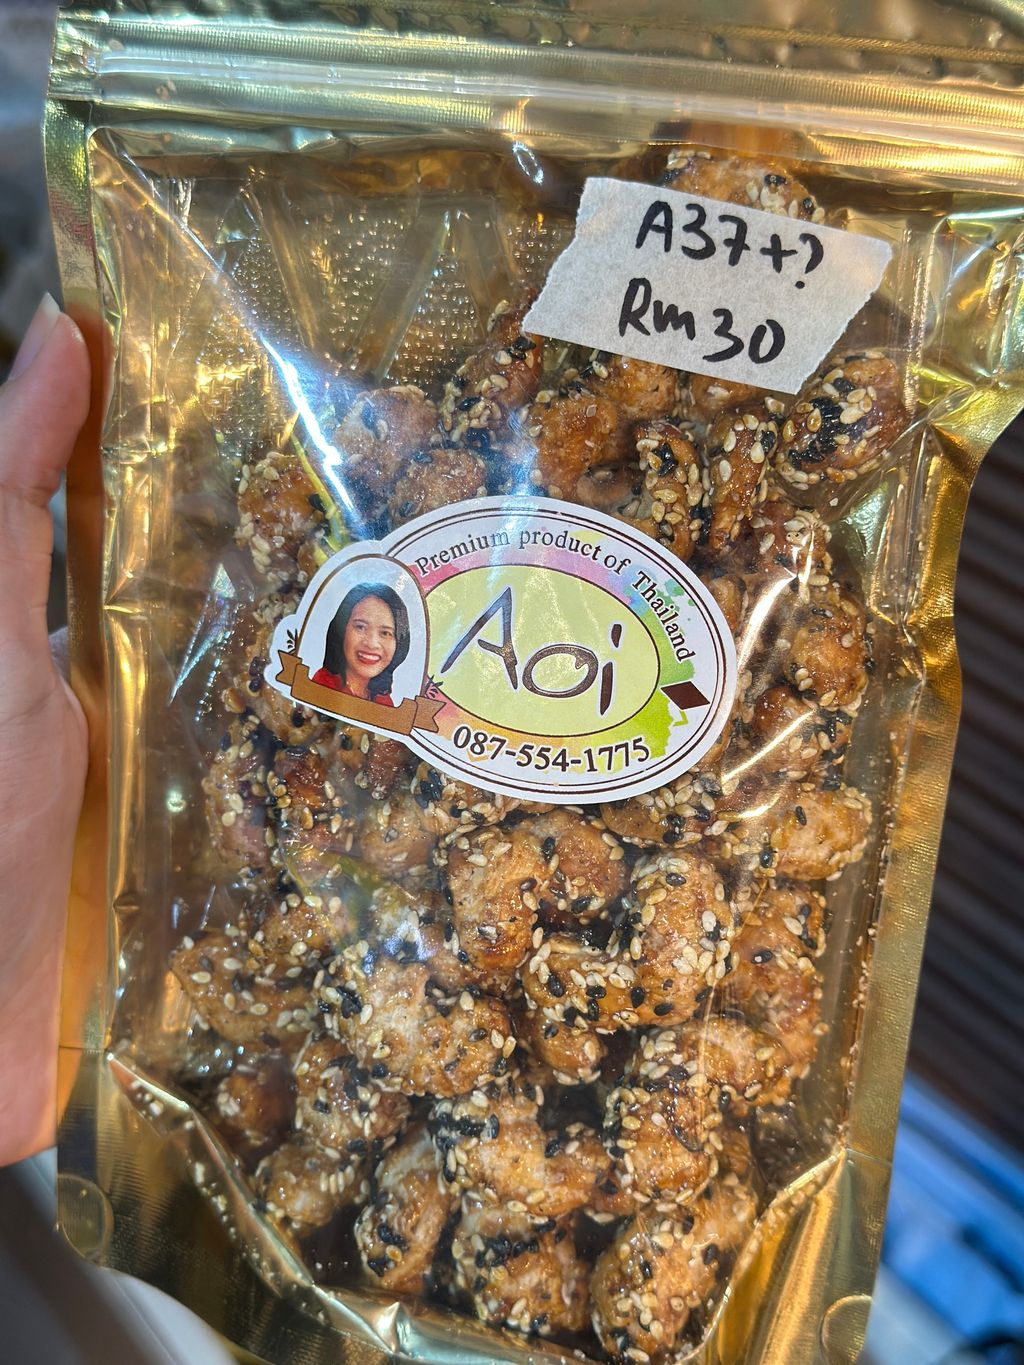 A37+?
Rm30
Premium product of Thailand
Aoi
087-554-1775